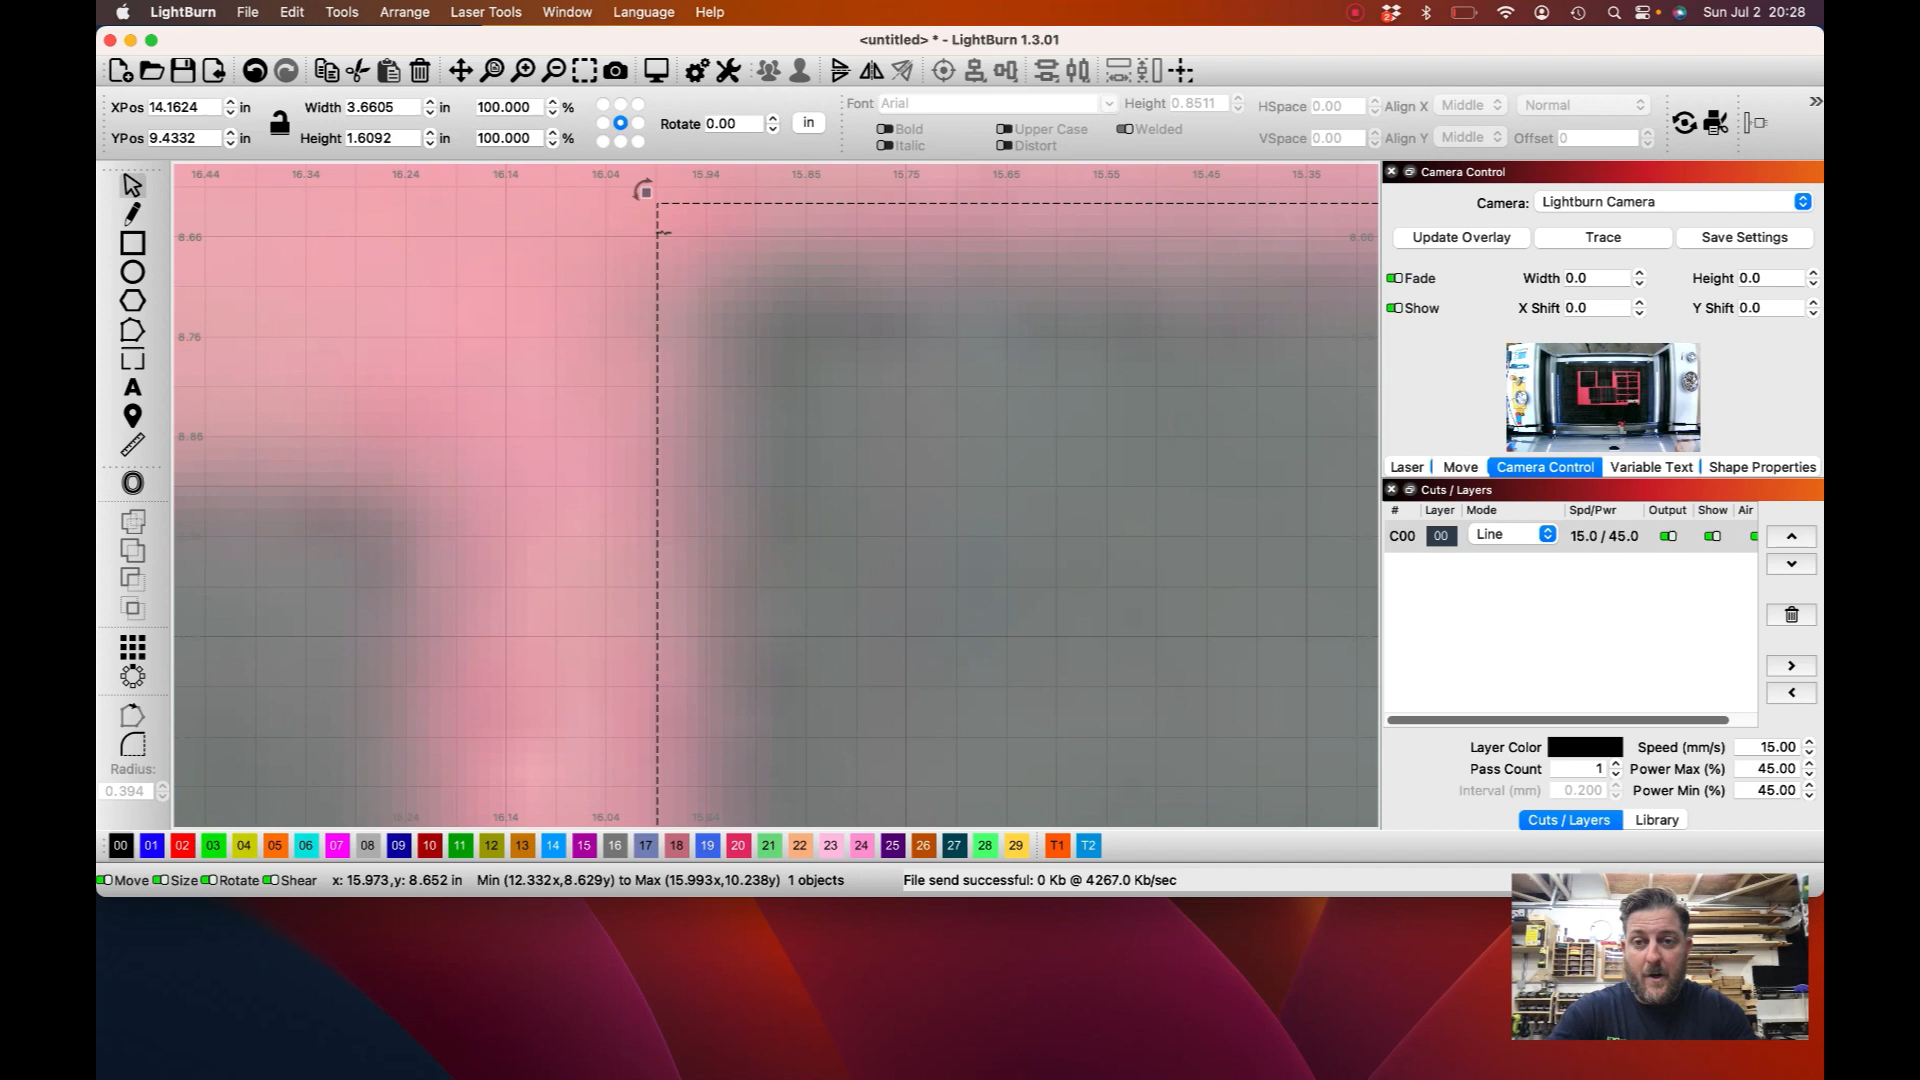 LightBurn File Edit Tools Arrange Laser Tools Window Language Help
2
Sun Jul 2 20:28
<untitled> * - LightBurn 1.3.01
XPos 14.1624 in Width 3.6605 in 100.000 %
YPos 9.4332 in Height 1.6092 in 100.000 %
Rotate 0.00 in
Font Arial Height 0.8511
Bold Upper Case Welded
Italic Distort
HSpace 0.00 Align X Middle Normal
VSpace 0.00 Align Y Middle Offset 0
16.44 16.34 16.24 16.14 16.04 15.94 15.85 15.75 15.65 15.55 15.45 15.35
8.66 8.66
8.76
8.86
16.14 16.04
A
Radius:
0.394
Camera Control
Camera: Lightburn Camera
Update Overlay Trace Save Settings
Fade Width 0.0 Height 0.0
Show X Shift 0.0 Y Shift 0.0
Laser Move Camera Control Variable Text Shape Properties
Cuts / Layers
# Layer Mode Spd/Pwr Output Show Air
C00 00 Line 15.0 / 45.0
Layer Color Speed (mm/s) 15.00
Pass Count 1 Power Max (%) 45.00
Interval (mm) 0.200 Power Min (%) 45.00
Cuts / Layers Library
00 01 02 03 04 05 06 07 08 09 10 11 12 13 14 15 16 17 18 19 20 21 22 23 24 25 26 27 28 29 T1 T2
Move Size Rotate Shear x: 15.973,y: 8.652 in Min (12.332x,8.629y) to Max (15.993x,10.238y) 1 objects File send successful: 0 Kb @ 4267.0 Kb/sec